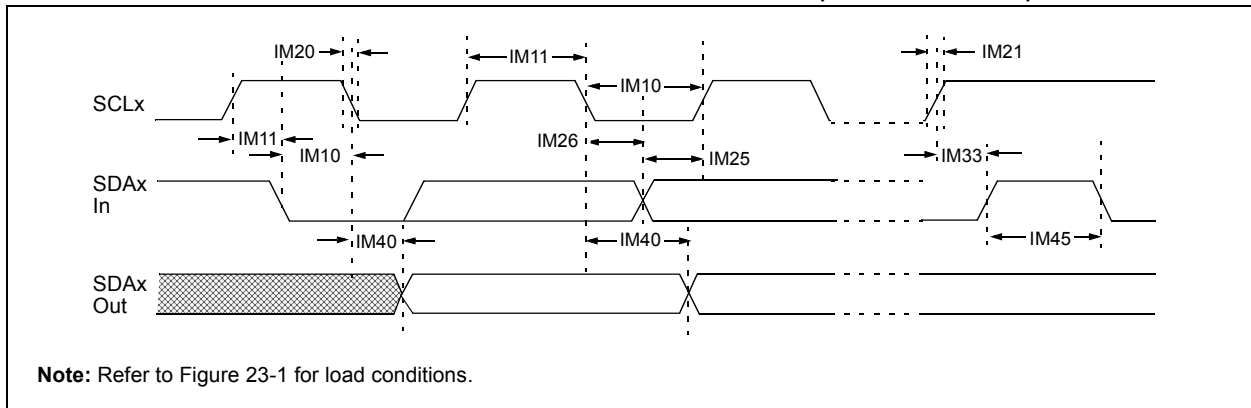 IM20
IM11
IM21
IM10
SCLx
IM11
IM10
IM26
IM25
IM33
SDAx
In
IM40
IM40
IM45
SDAx
Out
Note: Refer to Figure 23-1 for load conditions.